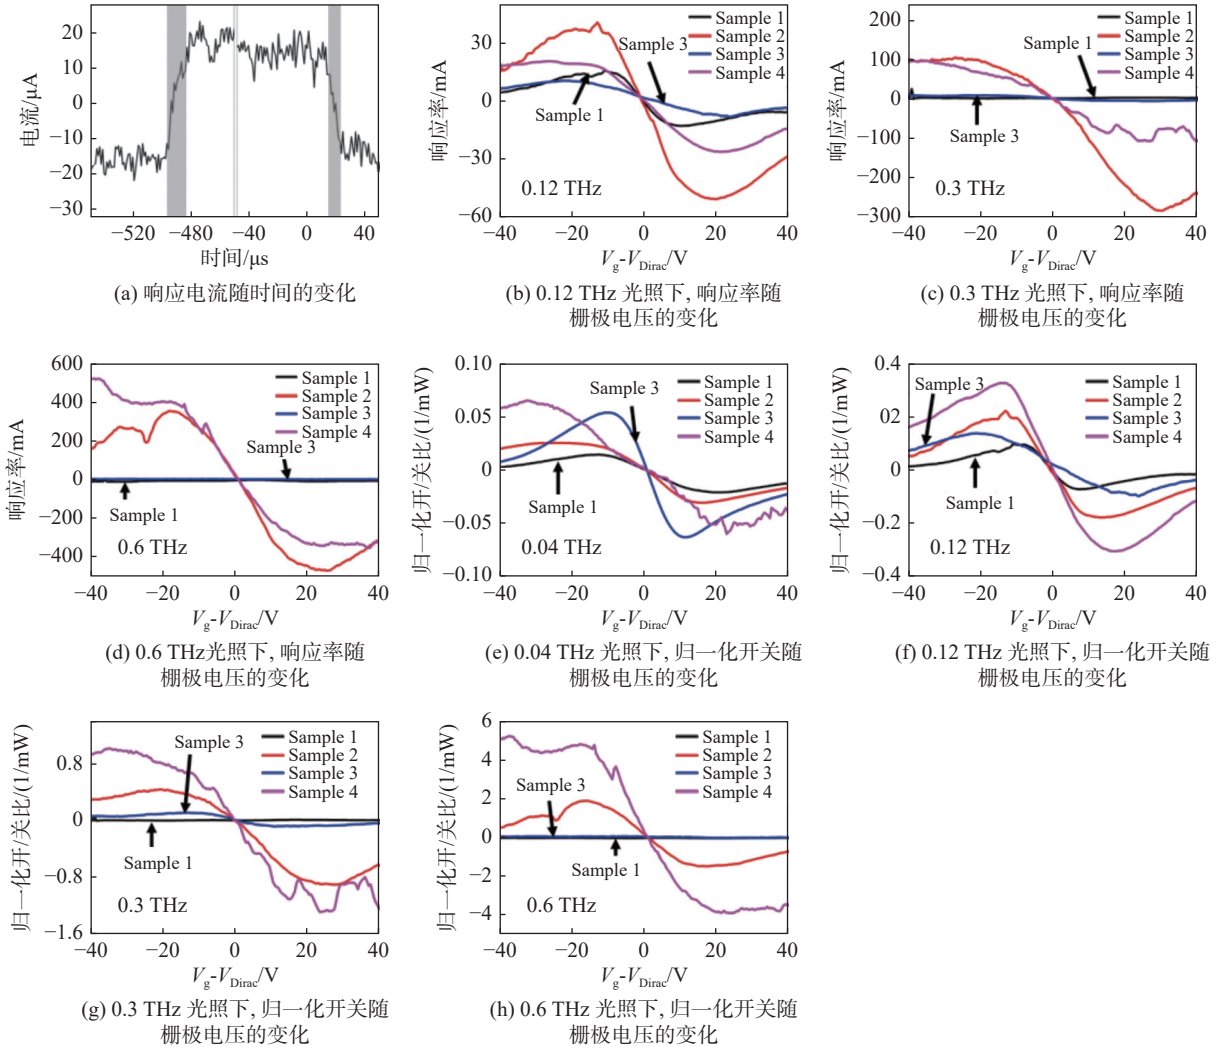 20
10
0
−10
−20
−30
电流/μA
−520
−480
−40
0
40
时间/μs
(a) 响应电流随时间的变化
30
0
−30
−60
响应率/mA
Sample 1
Sample 2
Sample 3
Sample 4
Sample 3
Sample 1
0.12 THz
−40
−20
0
20
40
Vg-VDirac/V
(b) 0.12 THz 光照下, 响应率随
栅极电压的变化
200
100
0
−100
−200
−300
响应率/mA
Sample 1
Sample 2
Sample 3
Sample 4
Sample 1
Sample 3
0.3 THz
−40
−20
0
20
40
Vg-VDirac/V
(c) 0.3 THz 光照下, 响应率随
栅极电压的变化
600
400
200
0
−200
−400
响应率/mA
Sample 1
Sample 2
Sample 3
Sample 4
Sample 3
Sample 1
0.6 THz
−40
−20
0
20
40
Vg-VDirac/V
(d) 0.6 THz光照下, 响应率随
棚极电压的变化
0.10
0.05
0
−0.05
−0.10
归一化开/关比/(1/mW)
Sample 1
Sample 2
Sample 3
Sample 4
Sample 3
Sample 1
0.04 THz
−40
−20
0
20
40
Vg-VDirac/V
(e) 0.04 THz 光照下, 归一化开关随
栅极电压的变化
0.4
0.2
0
−0.2
−0.4
归一化开/关比/(1/mW)
Sample 1
Sample 2
Sample 3
Sample 4
Sample 3
Sample 1
0.12 THz
−40
−20
0
20
40
Vg-VDirac/V
(f) 0.12 THz 光照下, 归一化开关随
栅极电压的变化
0.8
0
−0.8
−1.6
归一化开/关比/(1/mW)
Sample 1
Sample 2
Sample 3
Sample 4
Sample 3
Sample 1
0.3 THz
−40
−20
0
20
40
Vg-VDirac/V
(g) 0.3 THz 光照下, 归一化开关随
栅极电压的变化
6
4
2
0
−2
−4
归一化开/关比/(1/mW)
Sample 1
Sample 2
Sample 3
Sample 4
Sample 3
Sample 1
0.6 THz
−40
−20
0
20
40
Vg-VDirac/V
(h) 0.6 THz 光照下, 归一化开关随
栅极电压的变化